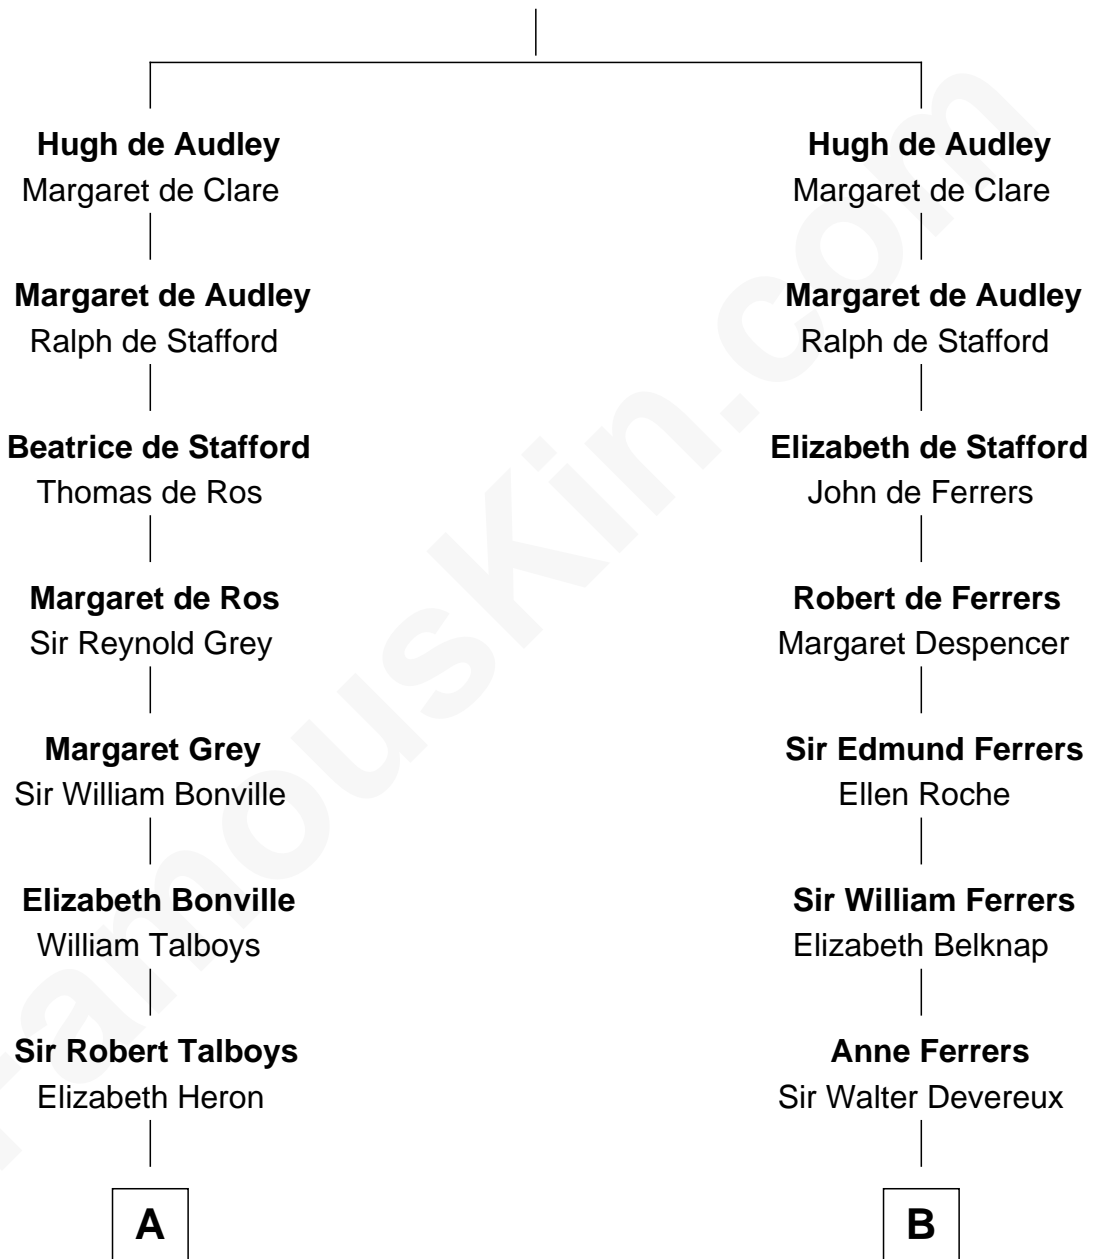 Hugh de Audley
Margaret de Clare
Margaret de Audley
Ralph de Stafford
Beatrice de Stafford
Thomas de Ros
Margaret de Ros
Sir Reynold Grey
Margaret Grey
Sir William Bonville
Elizabeth Bonville
William Talboys
Sir Robert Talboys
Elizabeth Heron
A
Hugh de Audley
Margaret de Clare
Margaret de Audley
Ralph de Stafford
Elizabeth de Stafford
John de Ferrers
Robert de Ferrers
Margaret Despencer
Sir Edmund Ferrers
Ellen Roche
Sir William Ferrers
Elizabeth Belknap
Anne Ferrers
Sir Walter Devereux
B
FamousKin.com